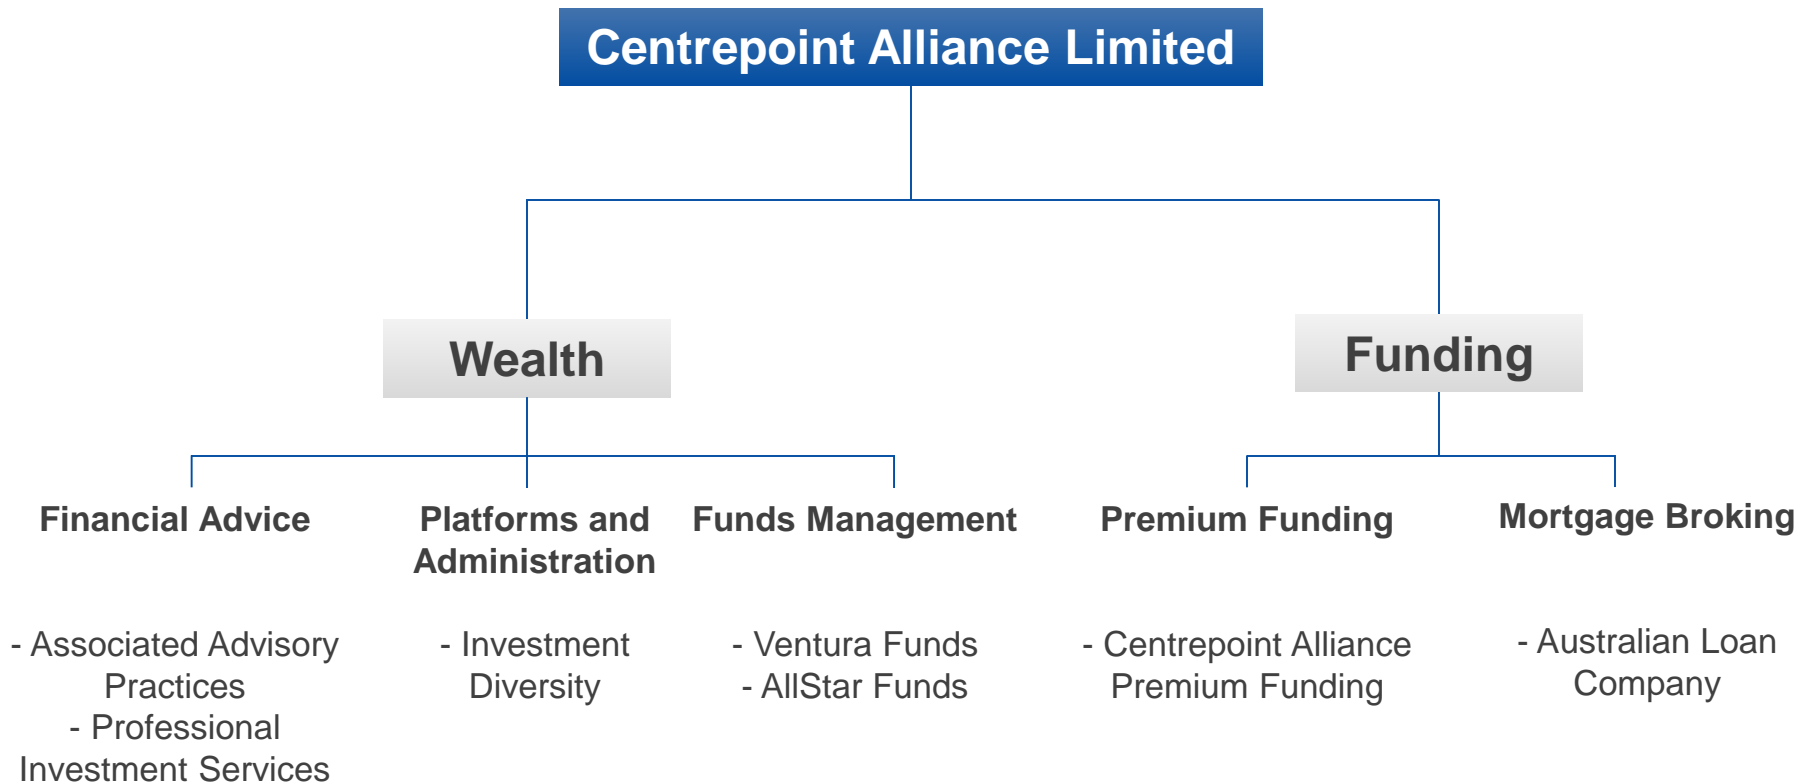 Centrepoint Alliance Limited
Wealth
Funding
Financial Advice
Platforms and
Administration
Funds Management
Premium Funding
Mortgage Broking
- Associated Advisory
Practices
- Professional
Investment Services
- Investment
Diversity
- Ventura Funds
- AllStar Funds
- Centrepoint Alliance
Premium Funding
- Australian Loan
Company